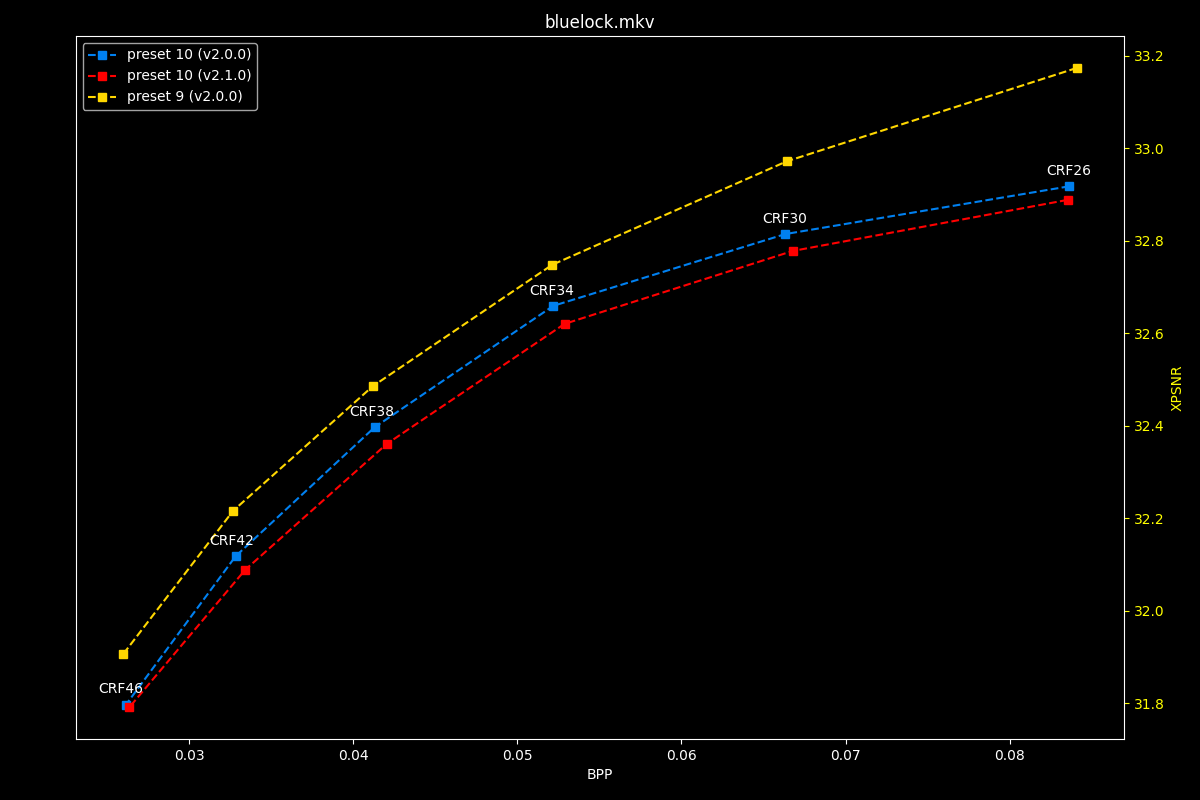 bluelock.mkv
preset 10 (v2.0.0)
preset 10 (v2.1.0)
preset 9 (v2.0.0)
33.2
33.0
32.8
32.6
32.4
32.2
32.0
31.8
XPSNR
CRF26
CRF30
CRF34
CRF38
CRF42
CRF46
0.03
0.04
0.05
0.06
0.07
0.08
BPP